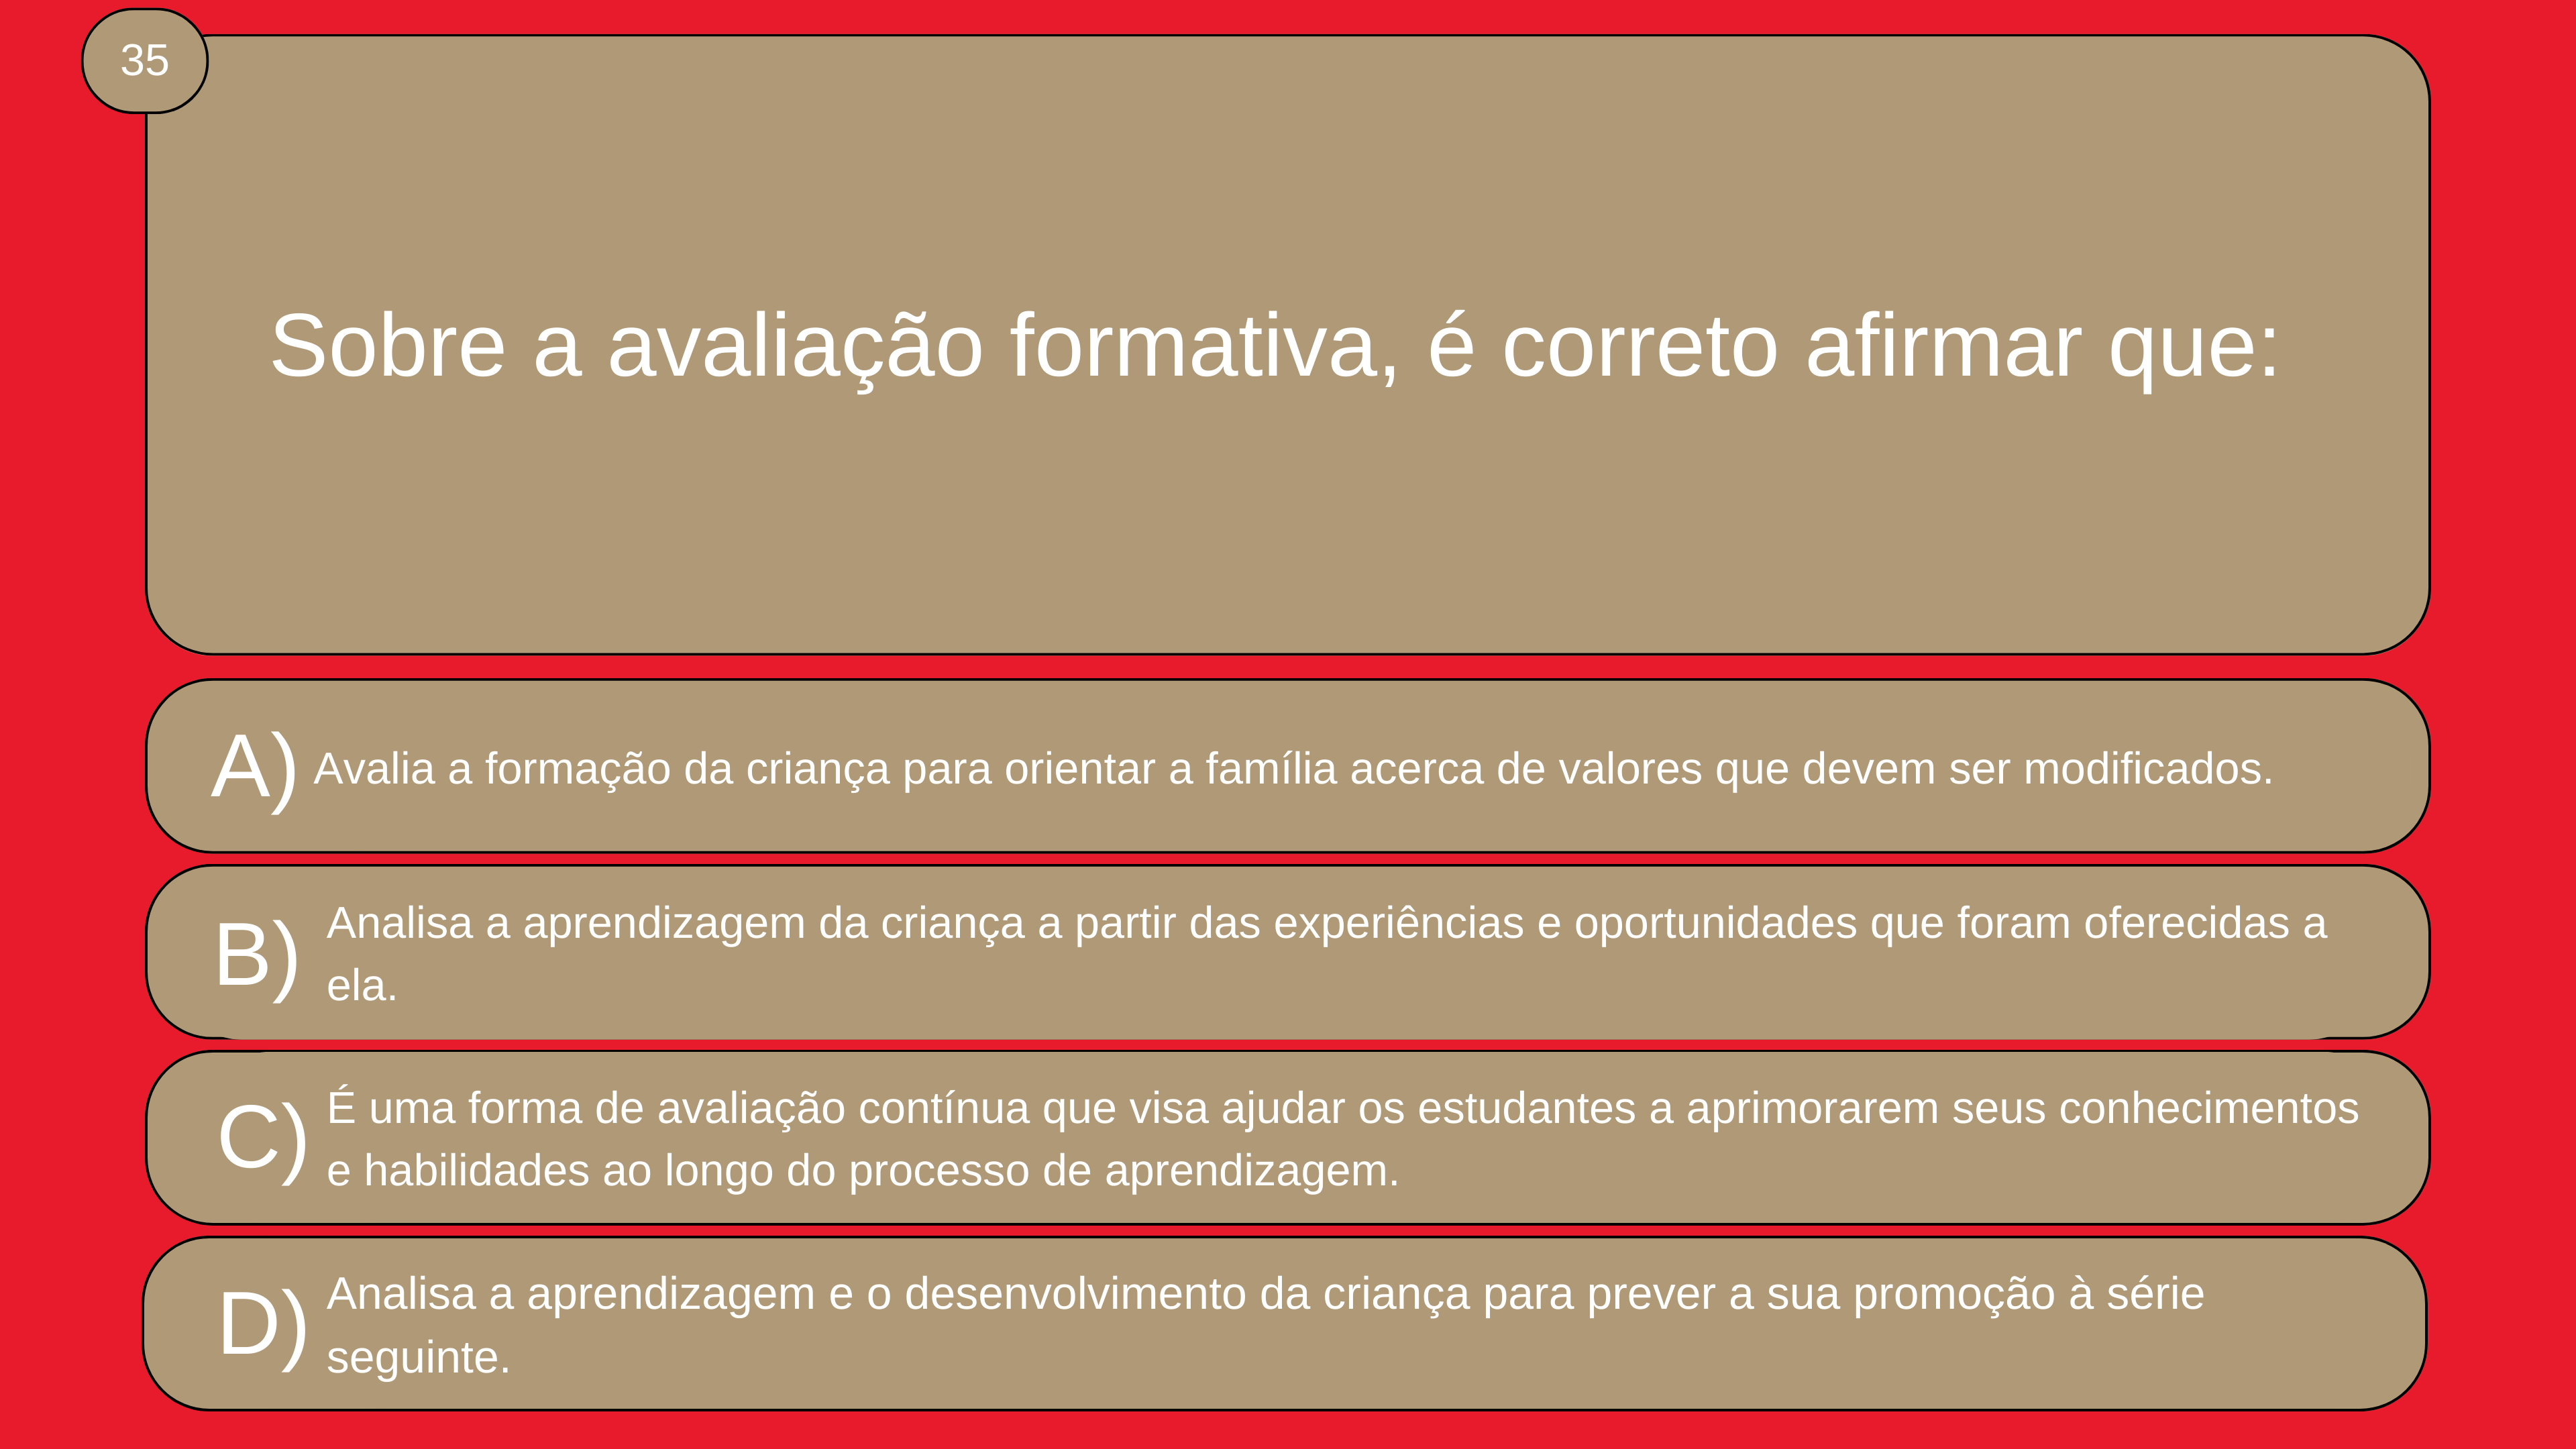 35
Sobre a avaliação formativa, é correto afirmar que:
A) Avalia a formação da criança para orientar a família acerca de valores que devem ser modificados.
B) Analisa a aprendizagem da criança a partir das experiências e oportunidades que foram oferecidas a
ela.
C) É uma forma de avaliação contínua que visa ajudar os estudantes a aprimorarem seus conhecimentos
e habilidades ao longo do processo de aprendizagem.
D) Analisa a aprendizagem e o desenvolvimento da criança para prever a sua promoção à série
seguinte.